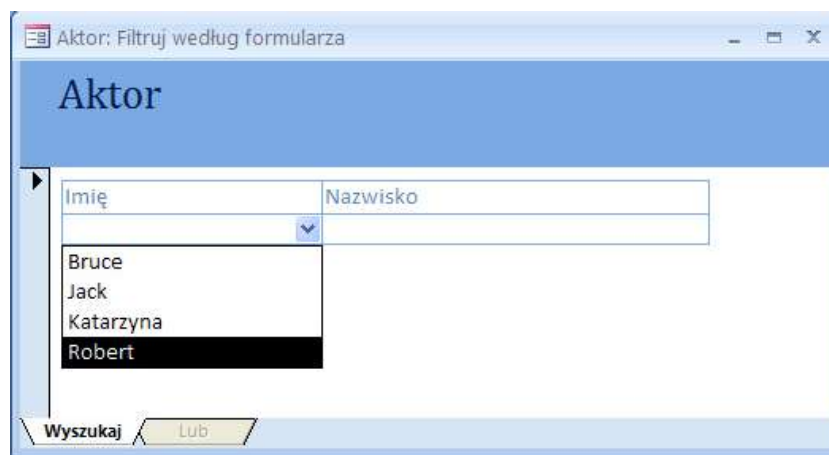 Aktor: Filtruj według formularza
Aktor
Imię Nazwisko
Bruce
Jack
Katarzyna
Robert
Wyszukaj Lub